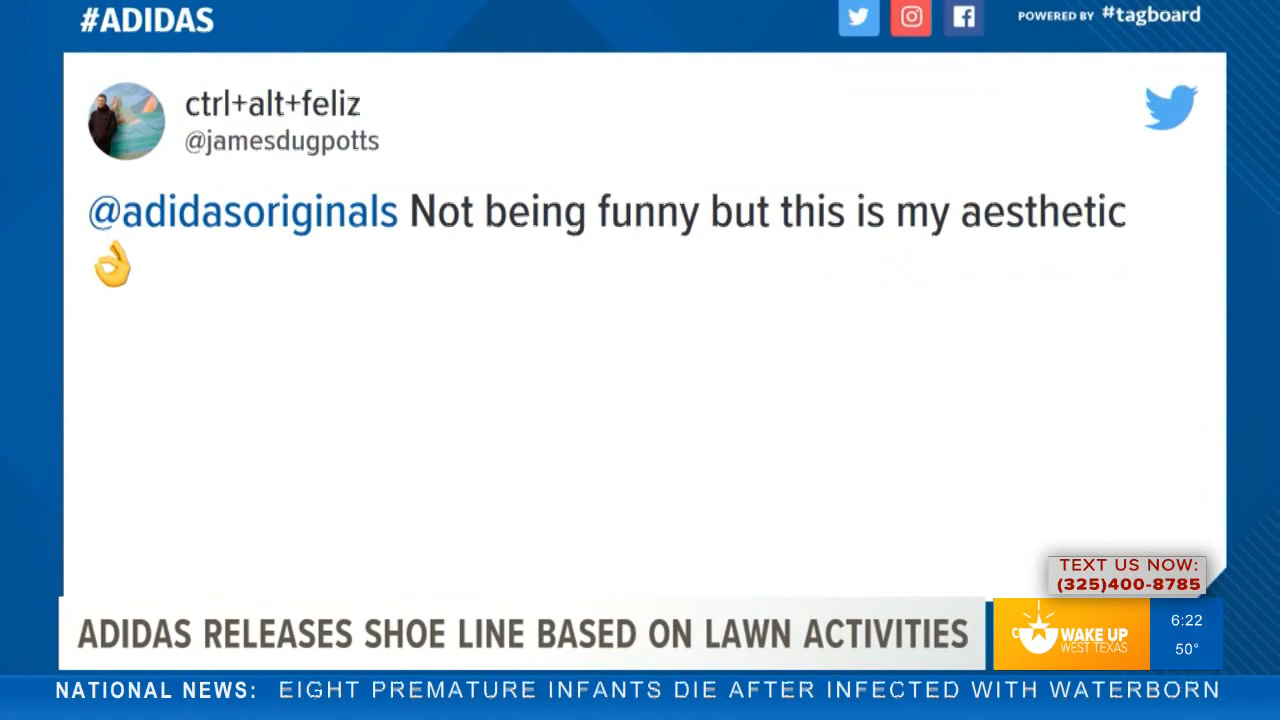 #ADIDAS
POWERED BY #tagboard
ctrl+alt+feliz
@jamesdugpotts
@adidasoriginals Not being funny but this is my aesthetic
👌
TEXT US NOW:
(325)400-8785
ADIDAS RELEASES SHOE LINE BASED ON LAWN ACTIVITIES
WAKE UP
WEST TEXAS
6:22
50°
NATIONAL NEWS: EIGHT PREMATURE INFANTS DIE AFTER INFECTED WITH WATERBORN